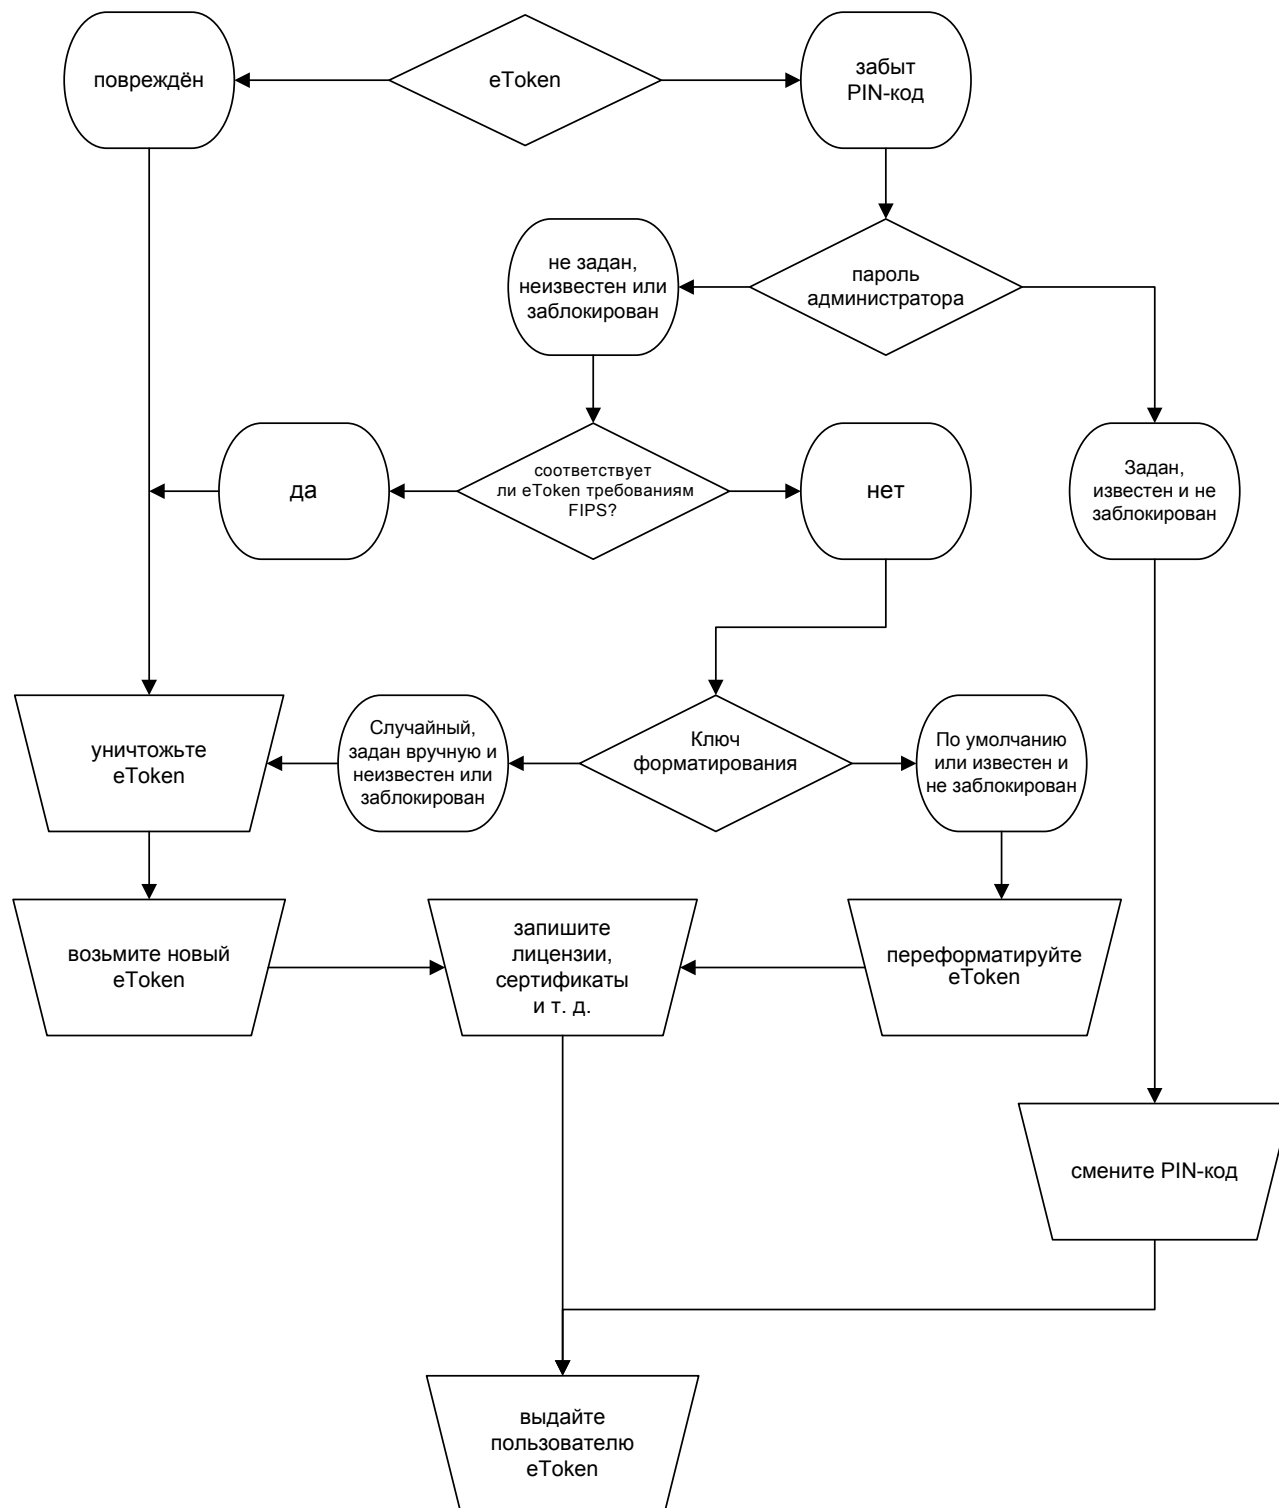 повреждён
eToken
забыт
PIN-код
не задан,
неизвестен или
заблокирован
пароль
администратора
да
соответствует
ли eToken требованиям
FIPS?
нет
Задан,
известен и не
заблокирован
уничтожьте
eToken
Случайный,
задан вручную и
неизвестен или
заблокирован
Ключ
форматирования
По умолчанию
или известен и
не заблокирован
возьмите новый
eToken
запишите
лицензии,
сертификаты
и т. д.
переформатируйте
eToken
смените PIN-код
выдайте
пользователю
eToken